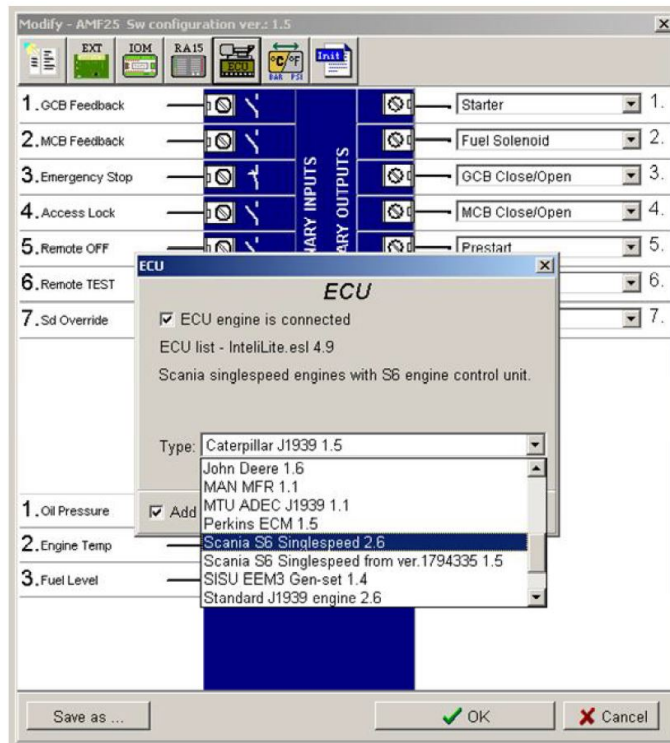 Modify - AMF25 Sw configuration ver.: 1.5
EXT
IOM
RA15
ECU
°C/°F
BAR PSI
Init
1. GCB Feedback
Starter
1.
2. MCB Feedback
Fuel Solenoid
2.
3. Emergency Stop
GCB Close/Open
3.
4. Access Lock
MCB Close/Open
4.
5. Remote OFF
Prestart
5.
6. Remote TEST
6.
7. Sd Override
7.
NARY INPUTS
ARY OUTPUTS
ECU
ECU
ECU engine is connected
ECU list - InteliLite.esl 4.9
Scania singlespeed engines with S6 engine control unit.
Type: Caterpillar J1939 1.5
John Deere 1.6
MAN MFR 1.1
MTU ADEC J1939 1.1
Perkins ECM 1.5
Scania S6 Singlespeed 2.6
Scania S6 Singlespeed from ver.1794335 1.5
SISU EEM3 Gen-set 1.4
Standard J1939 engine 2.6
Add
1. Oil Pressure
2. Engine Temp
3. Fuel Level
Save as ...
OK
Cancel